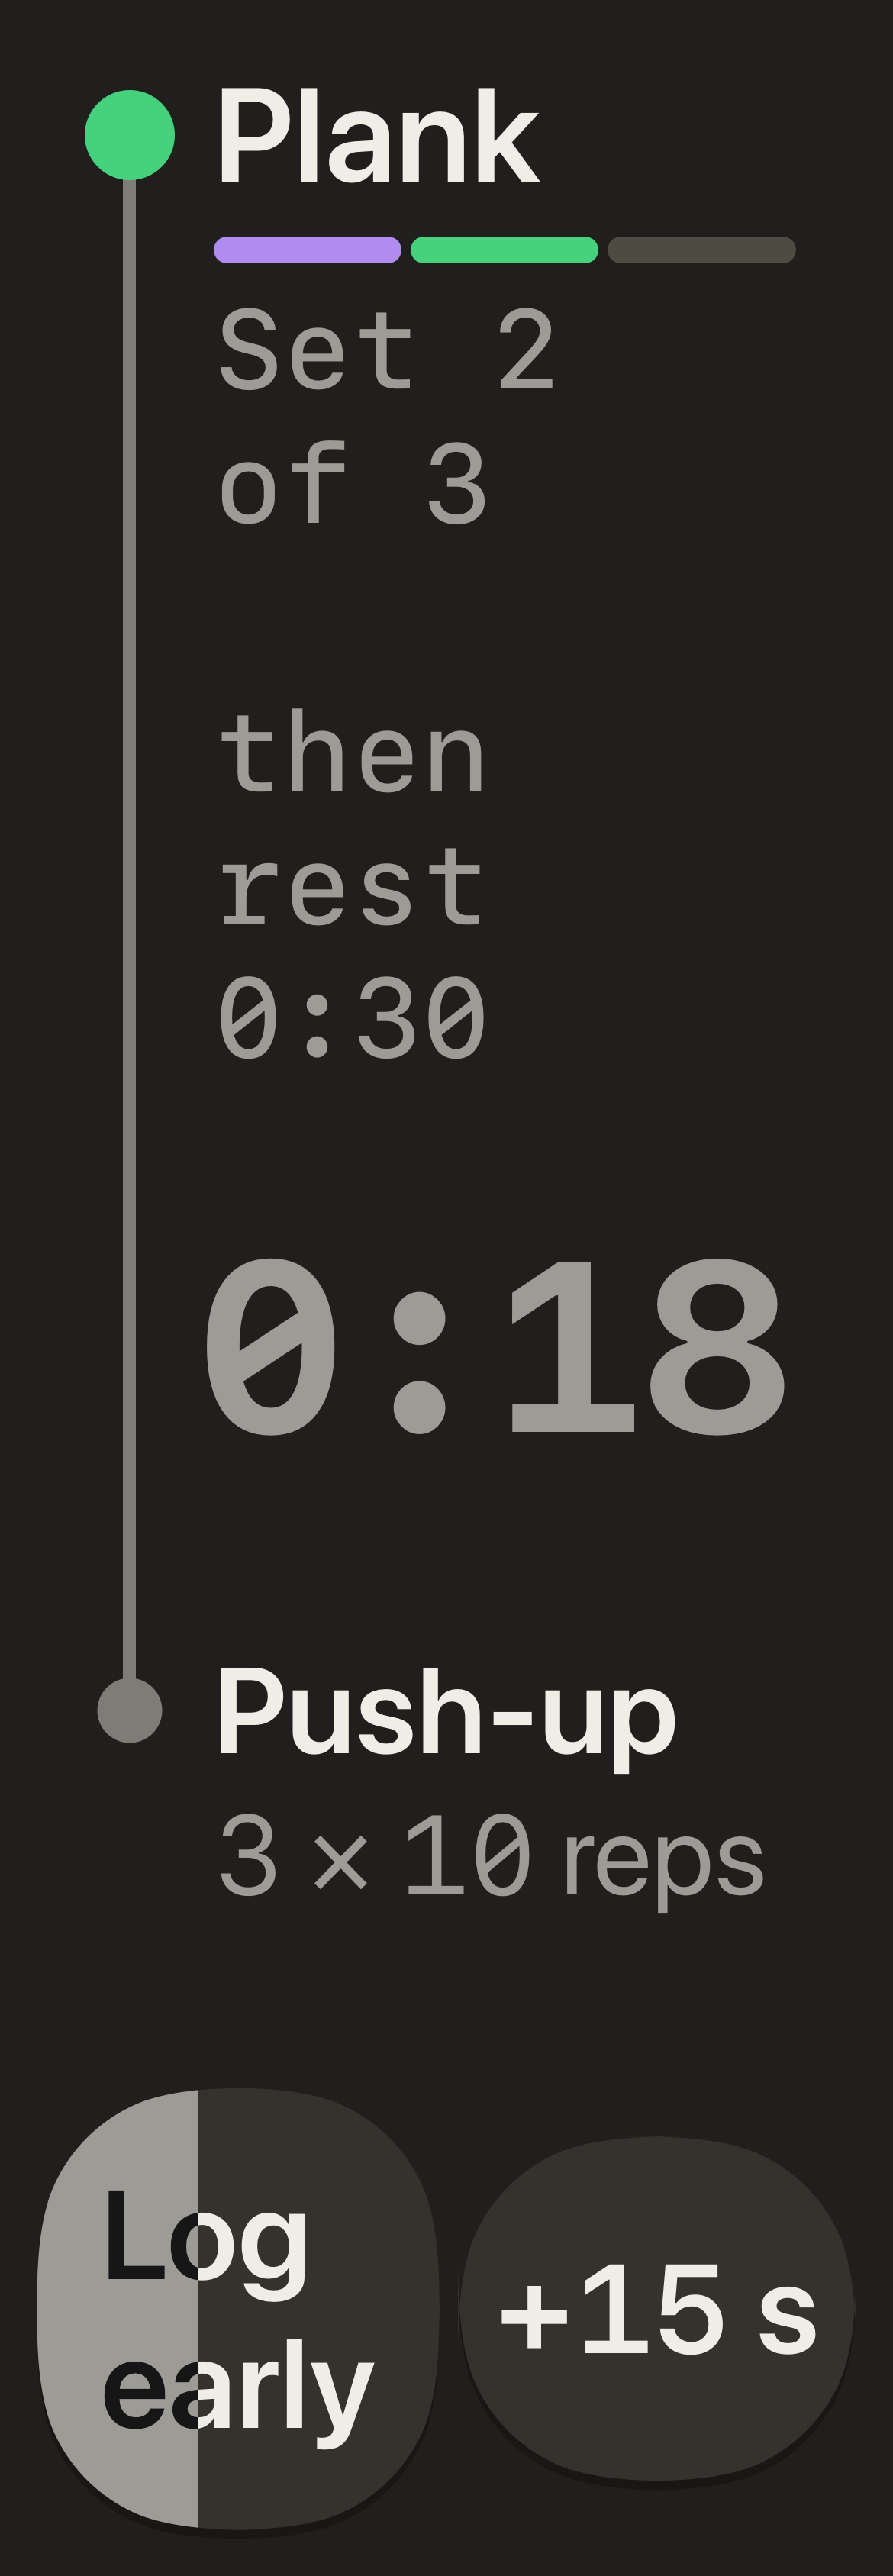 Plank
Set 2
of 3
then
rest
0:30
0:18
Push-up
3 × 10 reps
Log
early
+15 s